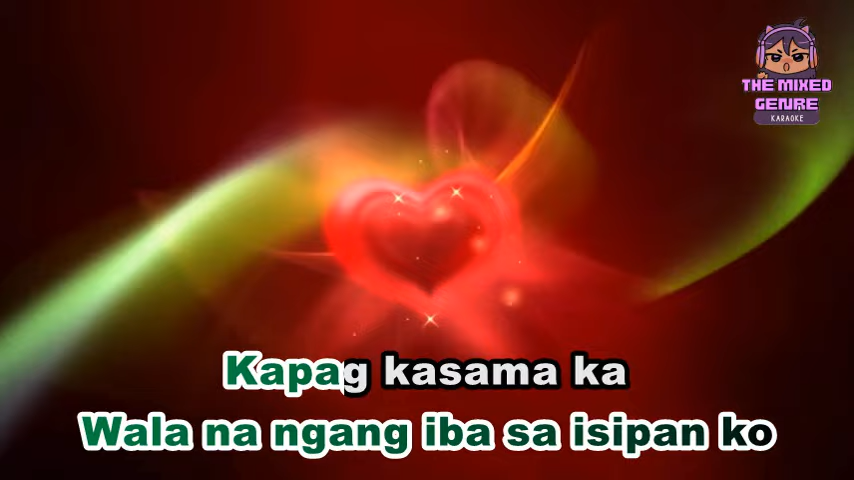 THE MIXED
GENRE
KARAOKE
Kapag kasama ka
Wala na ngang iba sa isipan ko